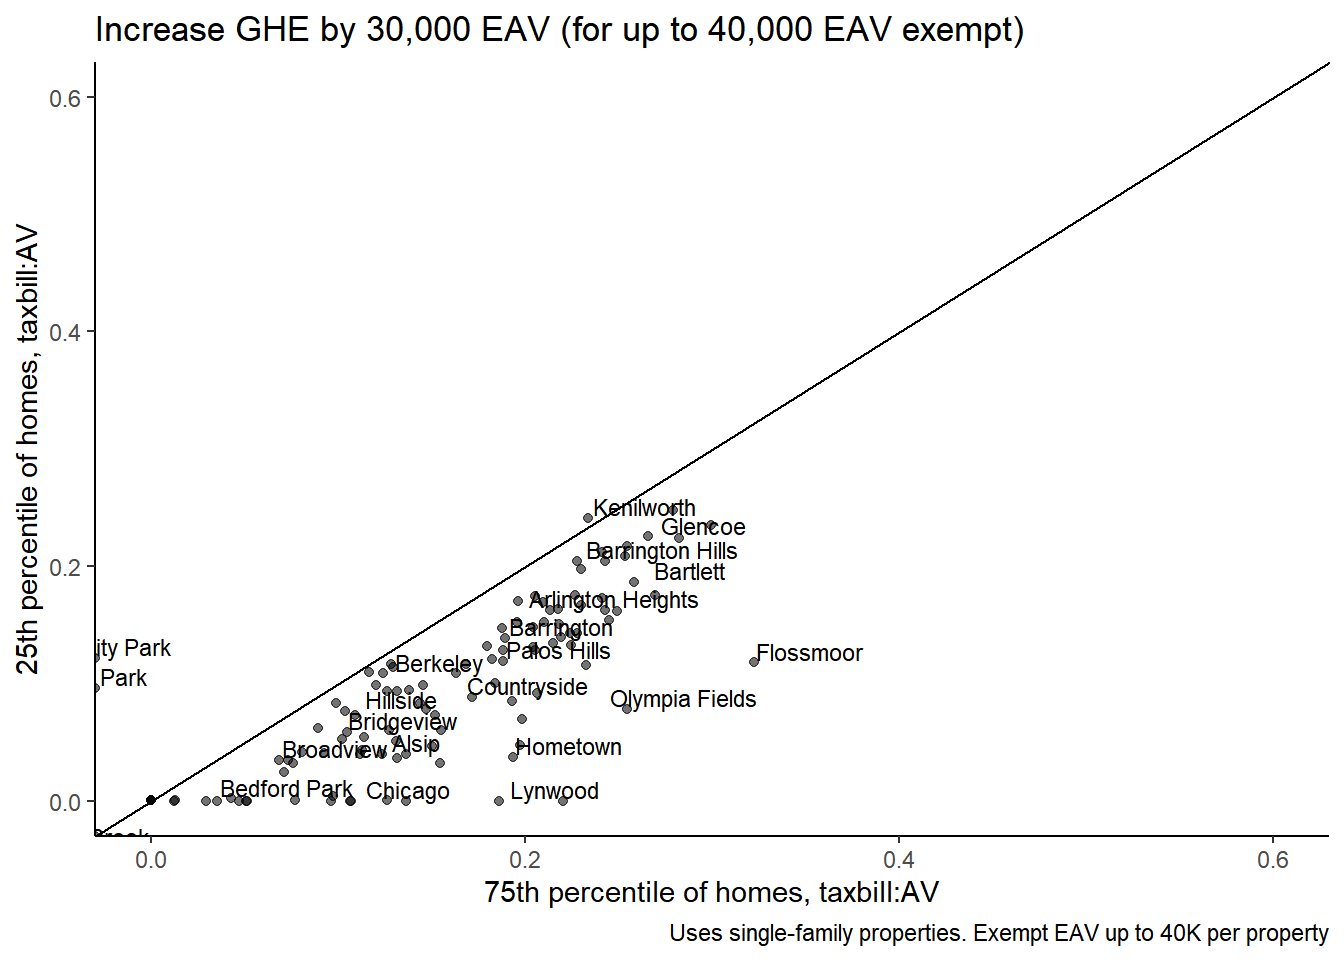 Increase GHE by 30,000 EAV (for up to 40,000 EAV exempt)
25th percentile of homes, taxbill:AV
0.6
0.4
0.2
0.0
Kenilworth
Glencoe
Barrington Hills
Bartlett
Arlington Heights
Barrington
ity Park
Palos Hills
Flossmoor
Berkeley
Park
Countryside
Hillside
Olympia Fields
Bridgeview
Alsip
Hometown
Broadview
Bedford Park
Chicago
Lynwood
0.0
0.2
0.4
0.6
75th percentile of homes, taxbill:AV
Uses single-family properties. Exempt EAV up to 40K per property